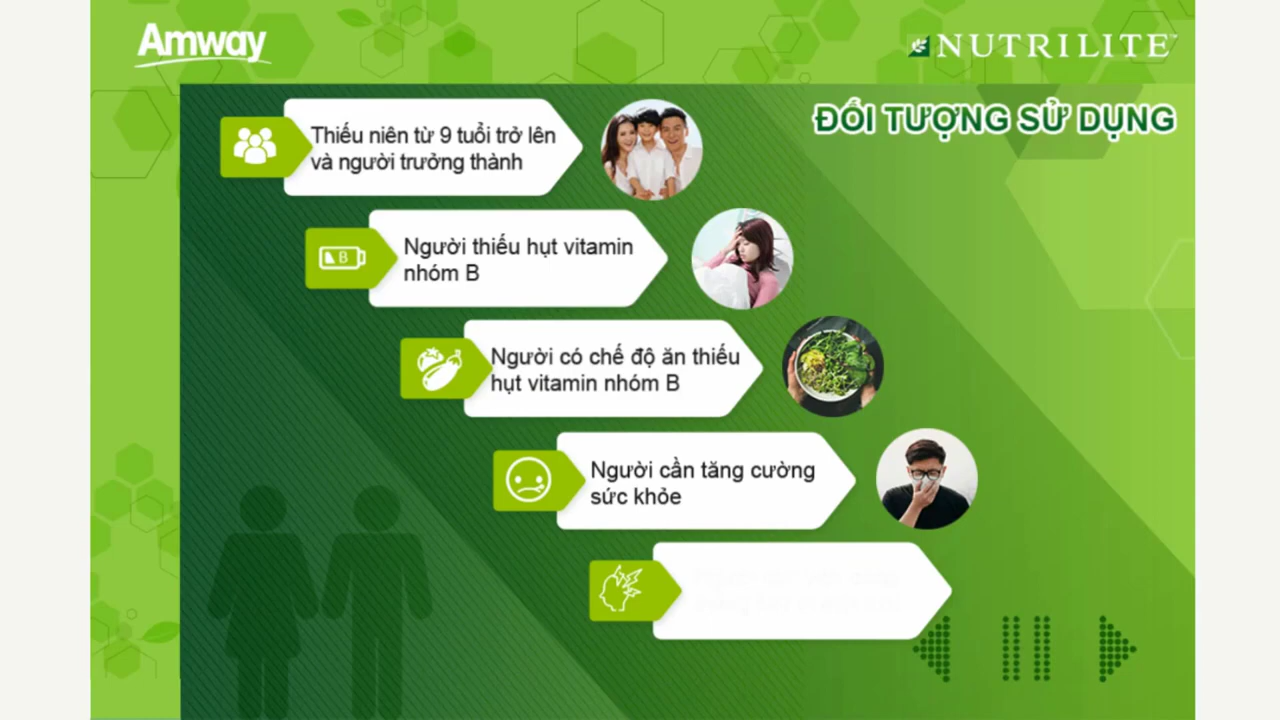 Amway
NUTRILITE
ĐỐI TƯỢNG SỬ DỤNG
Thiếu niên từ 9 tuổi trở lên
và người trưởng thành
B
Người thiếu hụt vitamin
nhóm B
Người có chế độ ăn thiếu
hụt vitamin nhóm B
Người cần tăng cường
sức khỏe